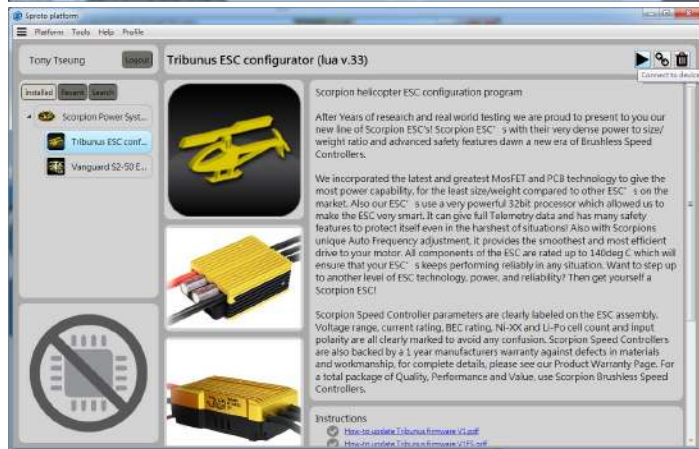 Sproto platform
Platform Tools Help Profile
Tony Tseung
Logout
Tribunus ESC configurator (lua v.33)
Connect to device
Installed Recent Search
Scorpion Power Syst...
Tribunus ESC conf...
Vanguard S2-50 E...
Scorpion helicopter ESC configuration program
After Years of research and real world testing we are proud to present to you our
new line of Scorpion ESC's! Scorpion ESC' s with their very dense power to size/
weight ratio and advanced safety features dawn a new era of Brushless Speed
Controllers.
We incorporated the latest and greatest MosFET and PCB technology to give the
most power capability, for the least size/weight compared to other ESC' s on the
market. Also our ESC' s use a very powerful 32bit processor which allowed us to
make the ESC very smart. It can give full Telemetry data and has many safety
features to protect itself even in the harshest of situations! Also with Scorpions
unique Auto Frequency adjustment, it provides the smoothest and most efficient
drive to your motor. All components of the ESC are rated up to 140deg C which will
ensure that your ESC' s keeps performing reliably in any situation. Want to step up
to another level of ESC technology, power, and reliability? Then get yourself a
Scorpion ESC!
Scorpion Speed Controller parameters are clearly labeled on the ESC assembly.
Voltage range, current rating, BEC rating, Ni-XX and Li-Po cell count and input
polarity are all clearly marked to avoid any confusion. Scorpion Speed Controllers
are also backed by a 1 year manufacturers warranty against defects in materials
and workmanship, for complete details, please see our Product Warranty Page. For
a total package of Quality, Performance and Value, use Scorpion Brushless Speed
Controllers.
Instructions
How-to update Tribunus firmware V1.pdf
How-to update Tribunus firmware V1FS.pdf